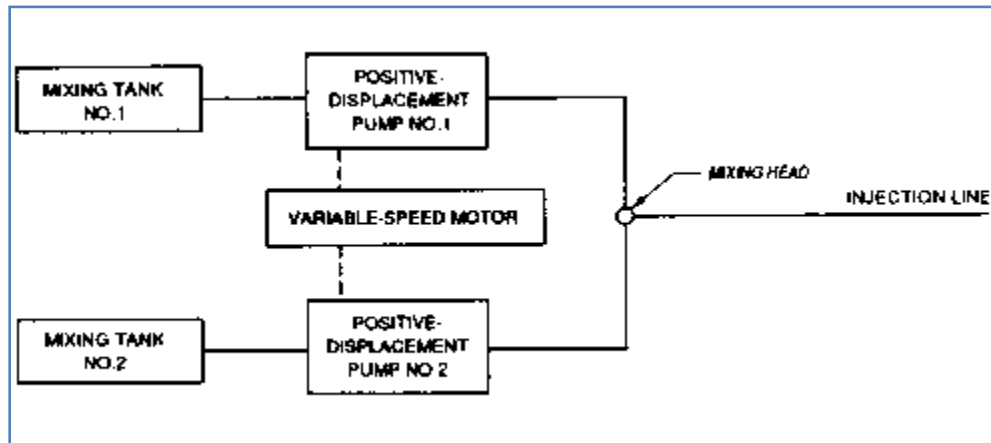 MIXING TANK
NO.1
POSITIVE-
DISPLACEMENT
PUMP NO.1
MIXING HEAD
INJECTION LINE
VARIABLE-SPEED MOTOR
MIXING TANK
NO.2
POSITIVE-
DISPLACEMENT
PUMP NO 2